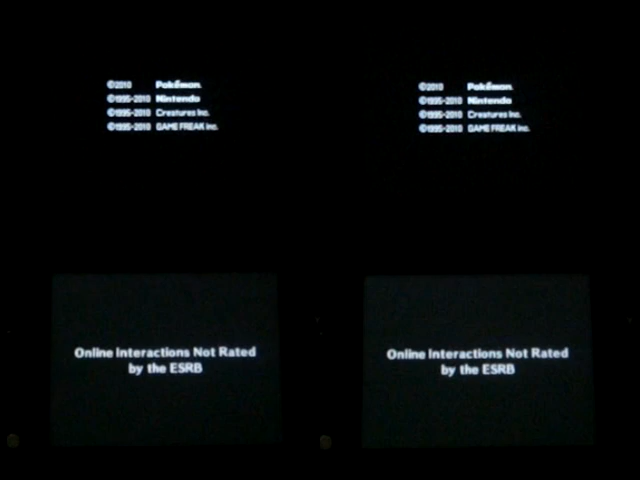 ©2010 Pokémon.
©1995-2010 Nintendo
©1995-2010 Creatures Inc.
©1995-2010 GAME FREAK inc.
Online Interactions Not Rated
by the ESRB
©2010 Pokémon.
©1995-2010 Nintendo
©1995-2010 Creatures Inc.
©1995-2010 GAME FREAK inc.
Online Interactions Not Rated
by the ESRB